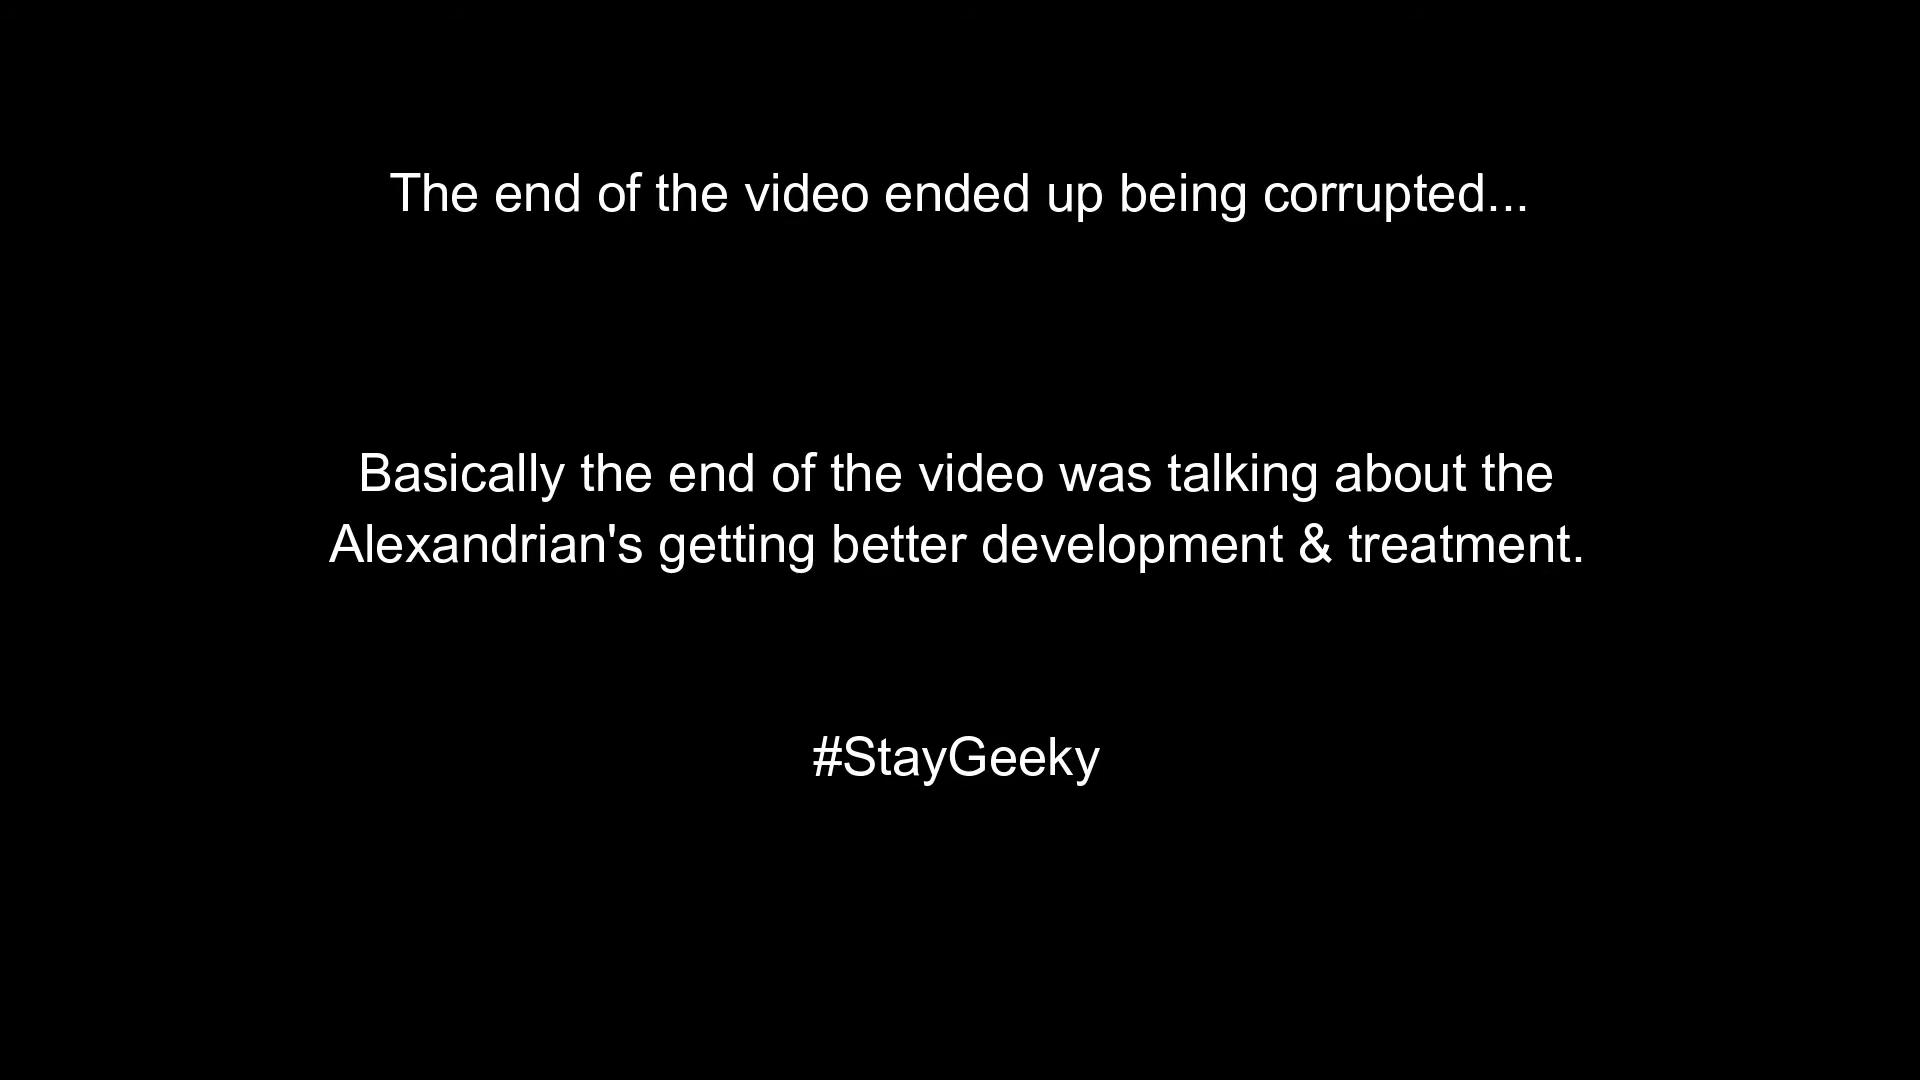 The end of the video ended up being corrupted...
Basically the end of the video was talking about the
Alexandrian's getting better development & treatment.
#StayGeeky